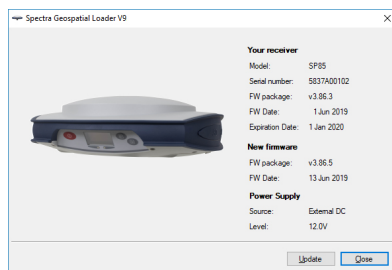 Spectra Geospatial Loader V9
Your receiver
Model: SP85
Serial number: 5837A00102
FW package: v3.86.3
FW Date: 1 Jun 2019
Expiration Date: 1 Jan 2020
New firmware
FW package: v3.86.5
FW Date: 13 Jun 2019
Power Supply
Source: External DC
Level: 12.0V
Update Close